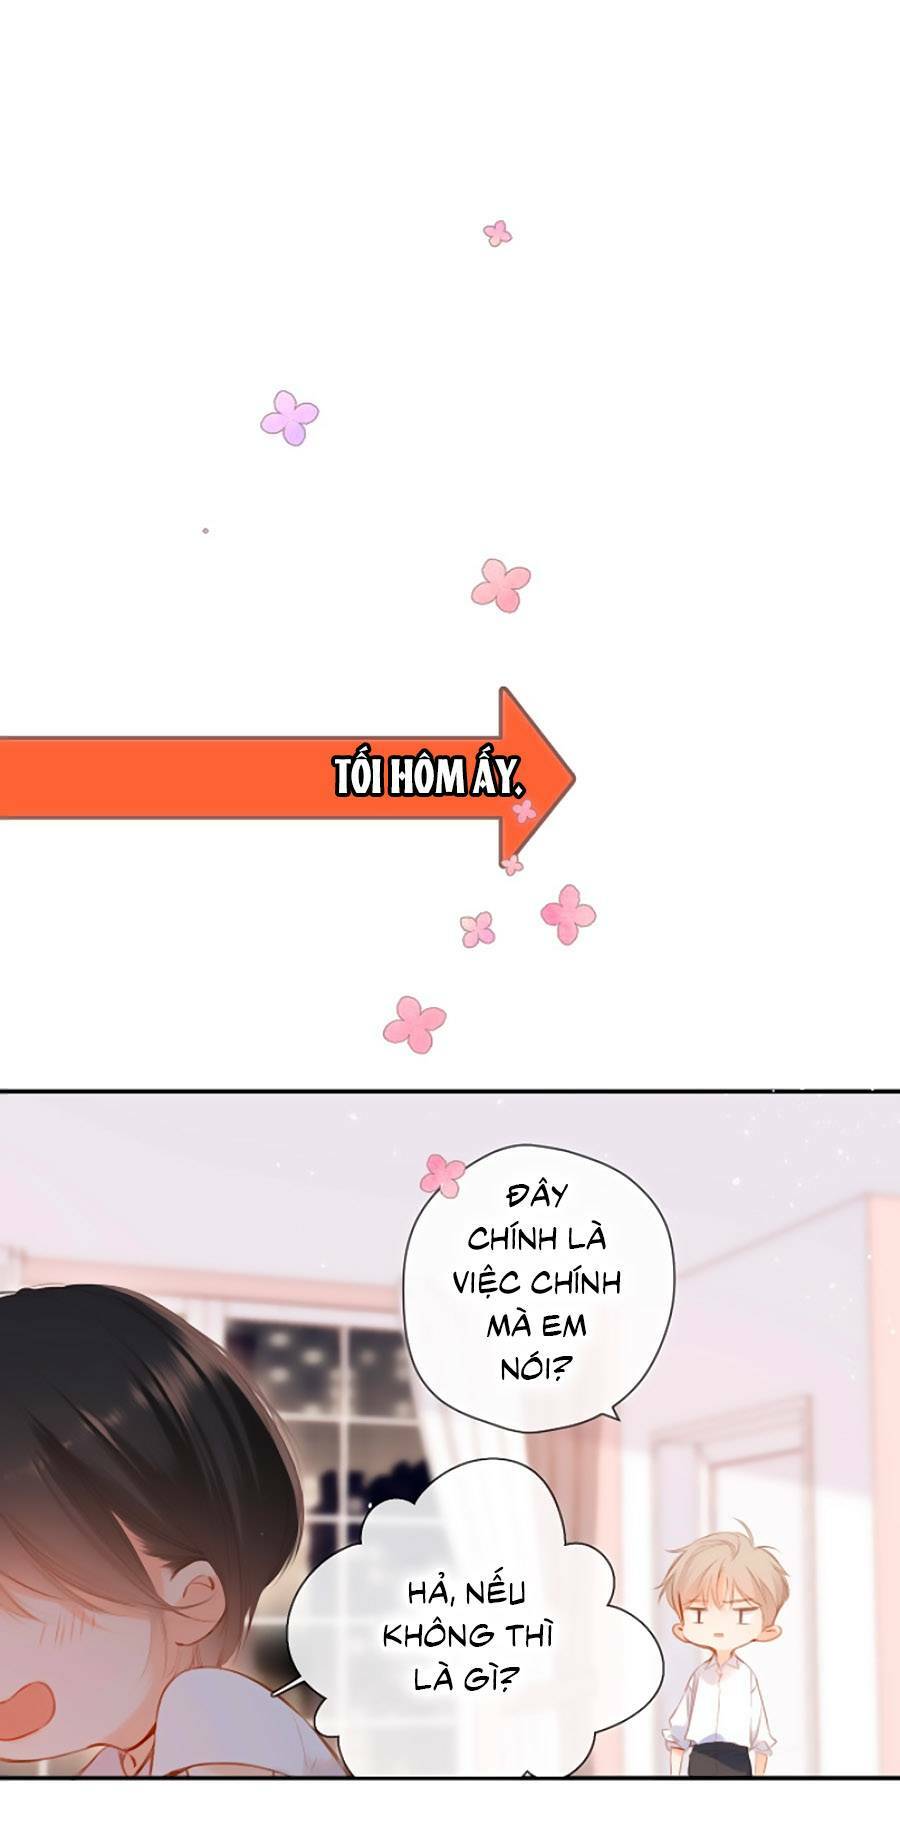 TỐI HÔM ẤY,
ĐÂY
CHÍNH LÀ
VIỆC CHÍNH
MÀ EM
NÓI?
HẢ, NẾU
KHÔNG THÌ
LÀ GÌ?